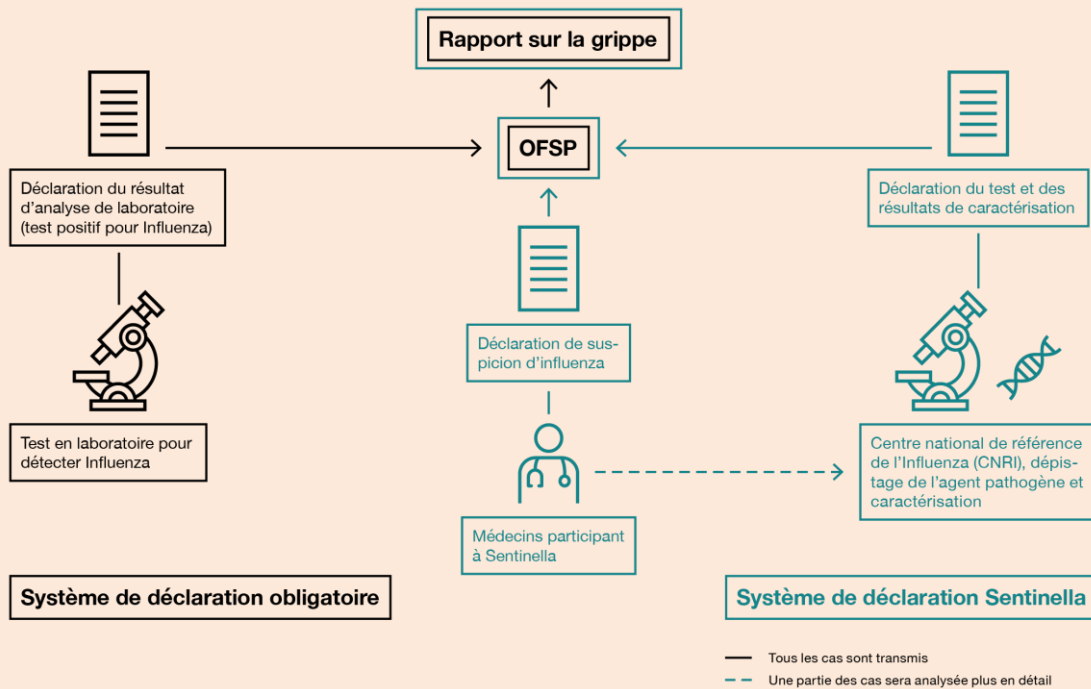 Rapport sur la grippe
OFSP
Déclaration du résultat
d'analyse de laboratoire
(test positif pour Influenza)
Déclaration du test et des
résultats de caractérisation
Déclaration de sus-
picion d'influenza
Test en laboratoire pour
détecter Influenza
Centre national de référence
de l'Influenza (CNRI), dépis-
tage de l'agent pathogène et
caractérisation
Médecins participant
à Sentinella
Système de déclaration obligatoire
Système de déclaration Sentinella
Tous les cas sont transmis
Une partie des cas sera analysée plus en détail